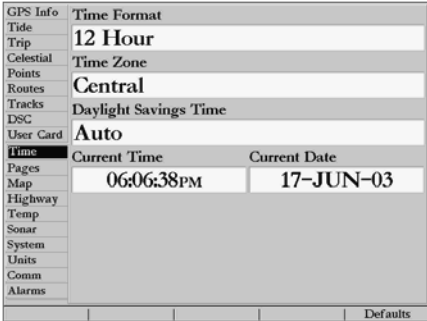 GPS Info
Tide
Trip
Celestial
Points
Routes
Tracks
DSC
User Card
Time
Pages
Map
Highway
Temp
Sonar
System
Units
Comm
Alarms
Time Format
12 Hour
Time Zone
Central
Daylight Savings Time
Auto
Current Time Current Date
06:06:38PM 17-JUN-03
Defaults